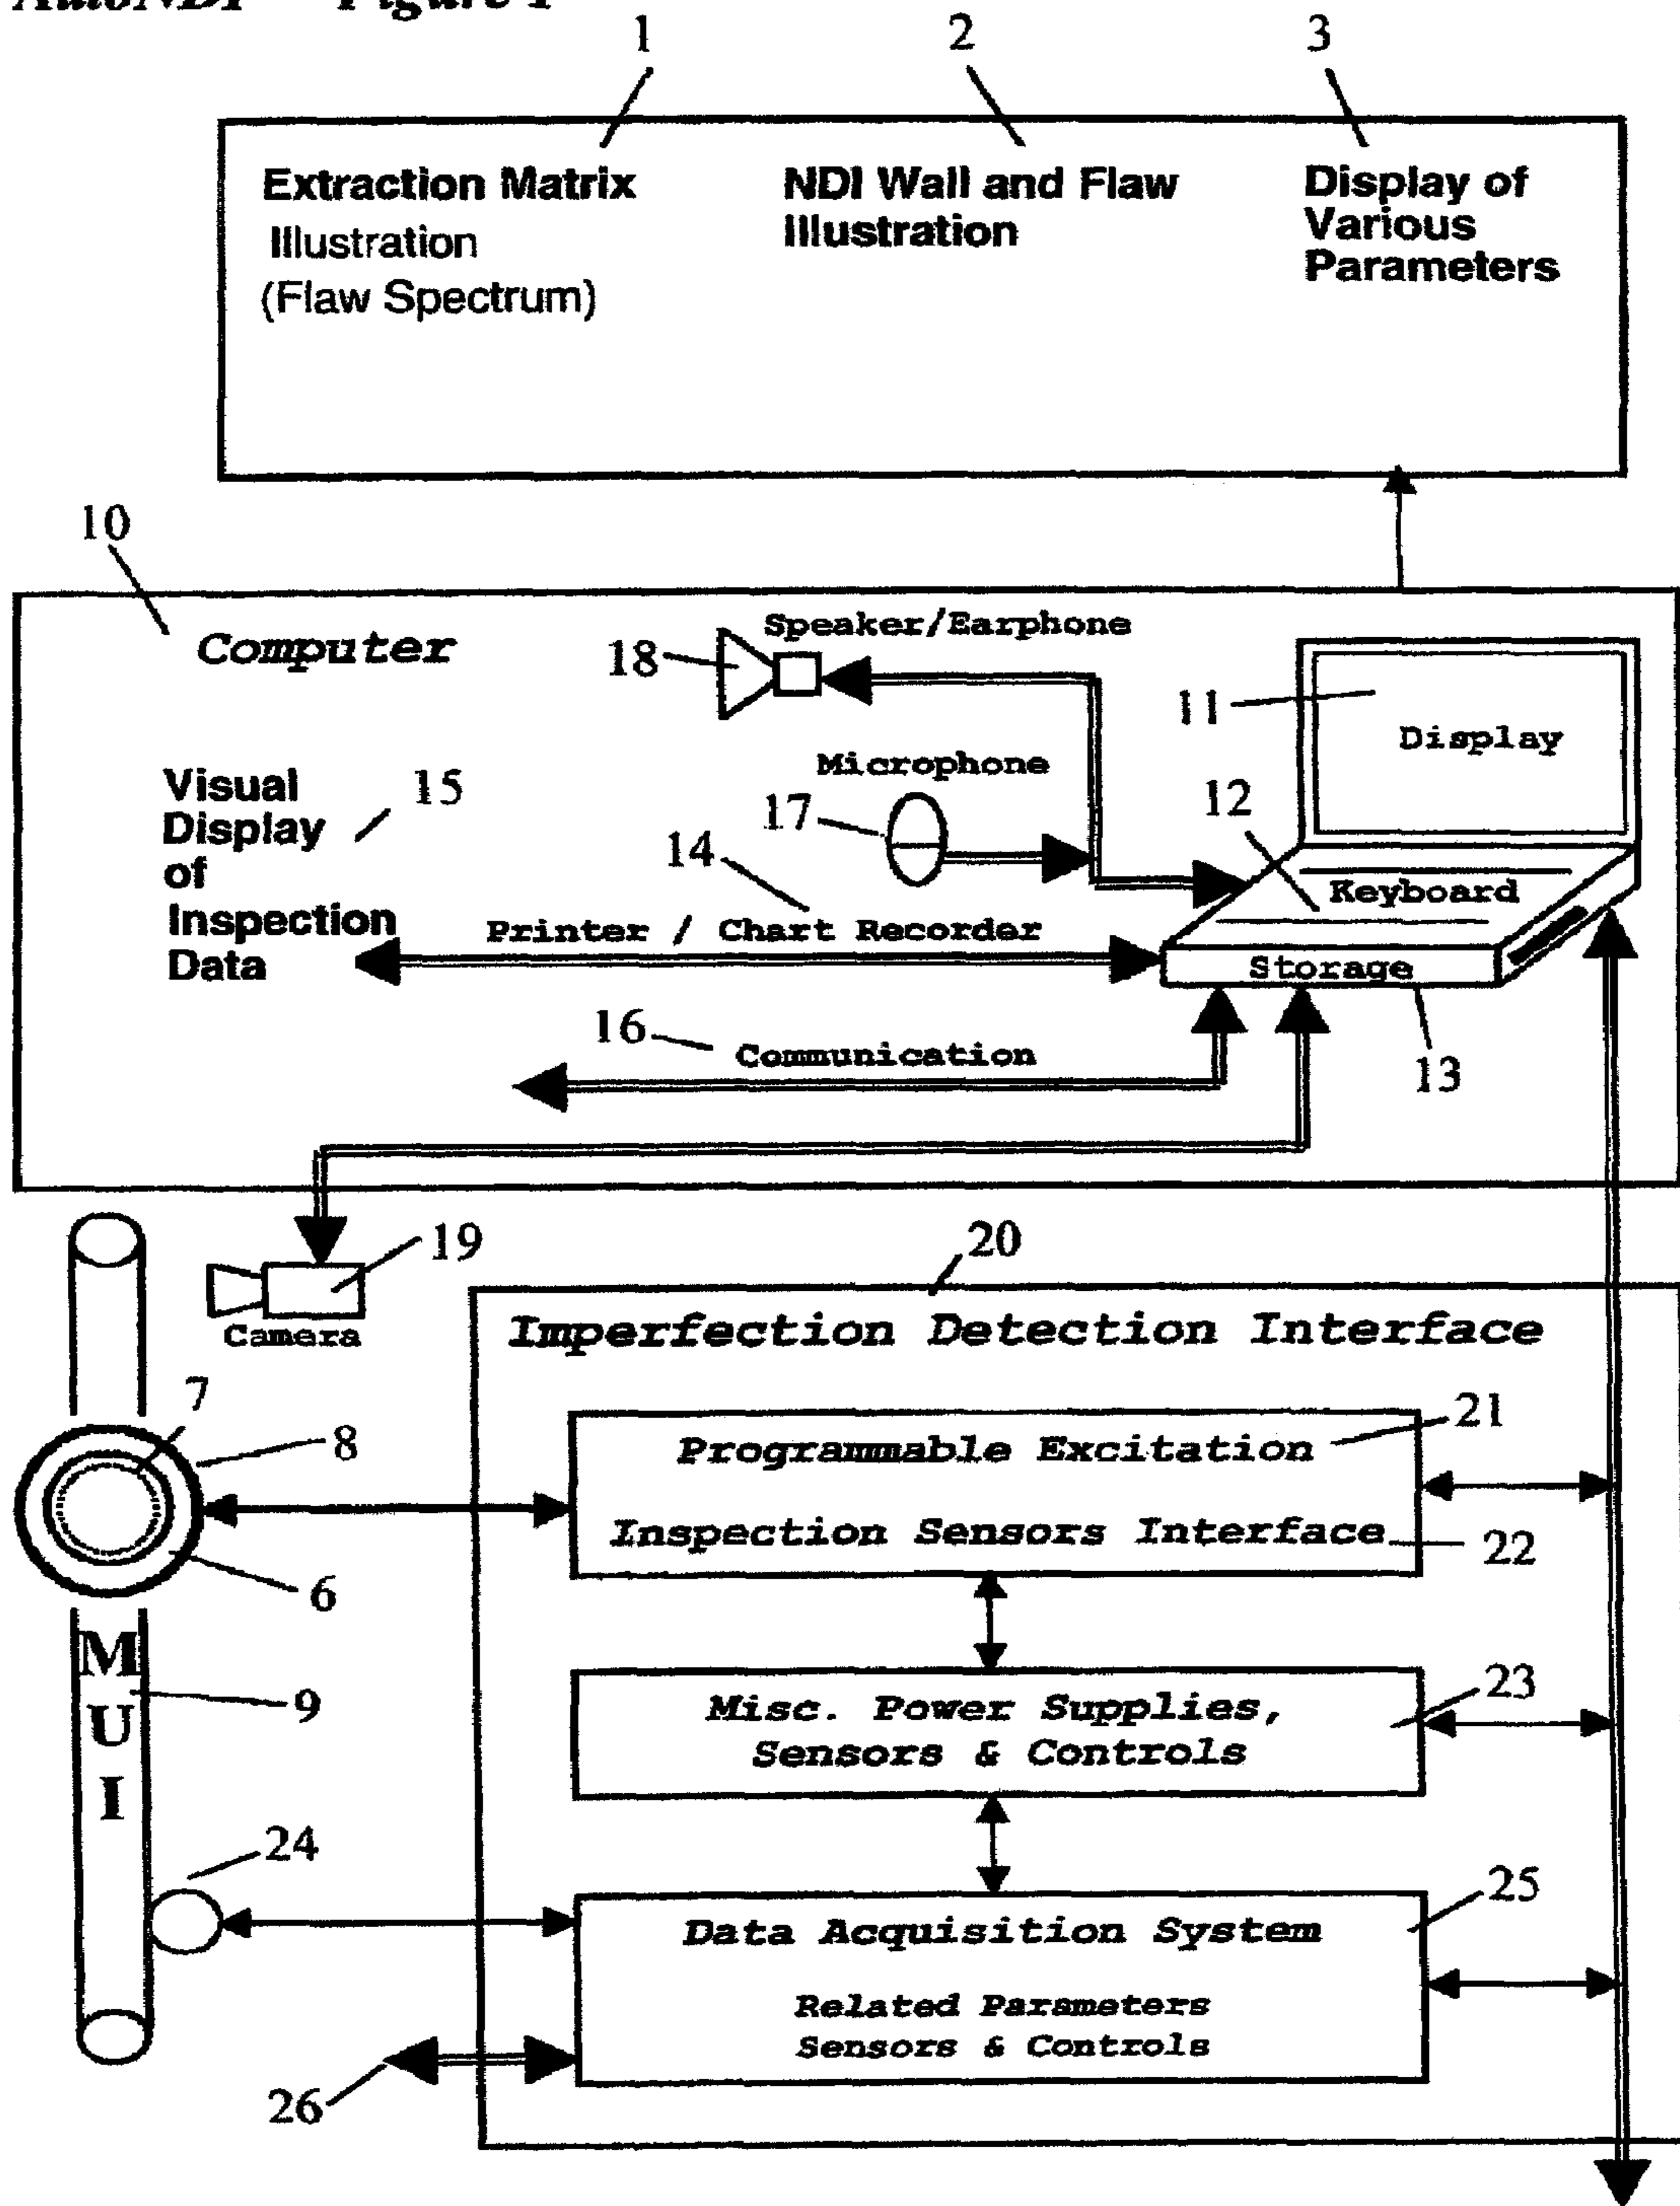 AutoNDI Figure 1
1 2 3
Extraction Matrix
Illustration
(Flaw Spectrum)
NDI Wall and Flaw
Illustration
Display of
Various
Parameters
10
Computer
Speaker/Earphone
18
11
Display
Microphone
17
12
Keyboard
Visual
Display
of
Inspection
Data
15
14
Printer / Chart Recorder
Storage
16
Communication
13
19
Camera
20
Imperfection Detection Interface
7
8
6
Programmable Excitation
21
Inspection Sensors Interface
22
M
U
I
9
Misc. Power Supplies,
Sensors & Controls
23
24
Data Acquisition System
25
Related Parameters
Sensors & Controls
26